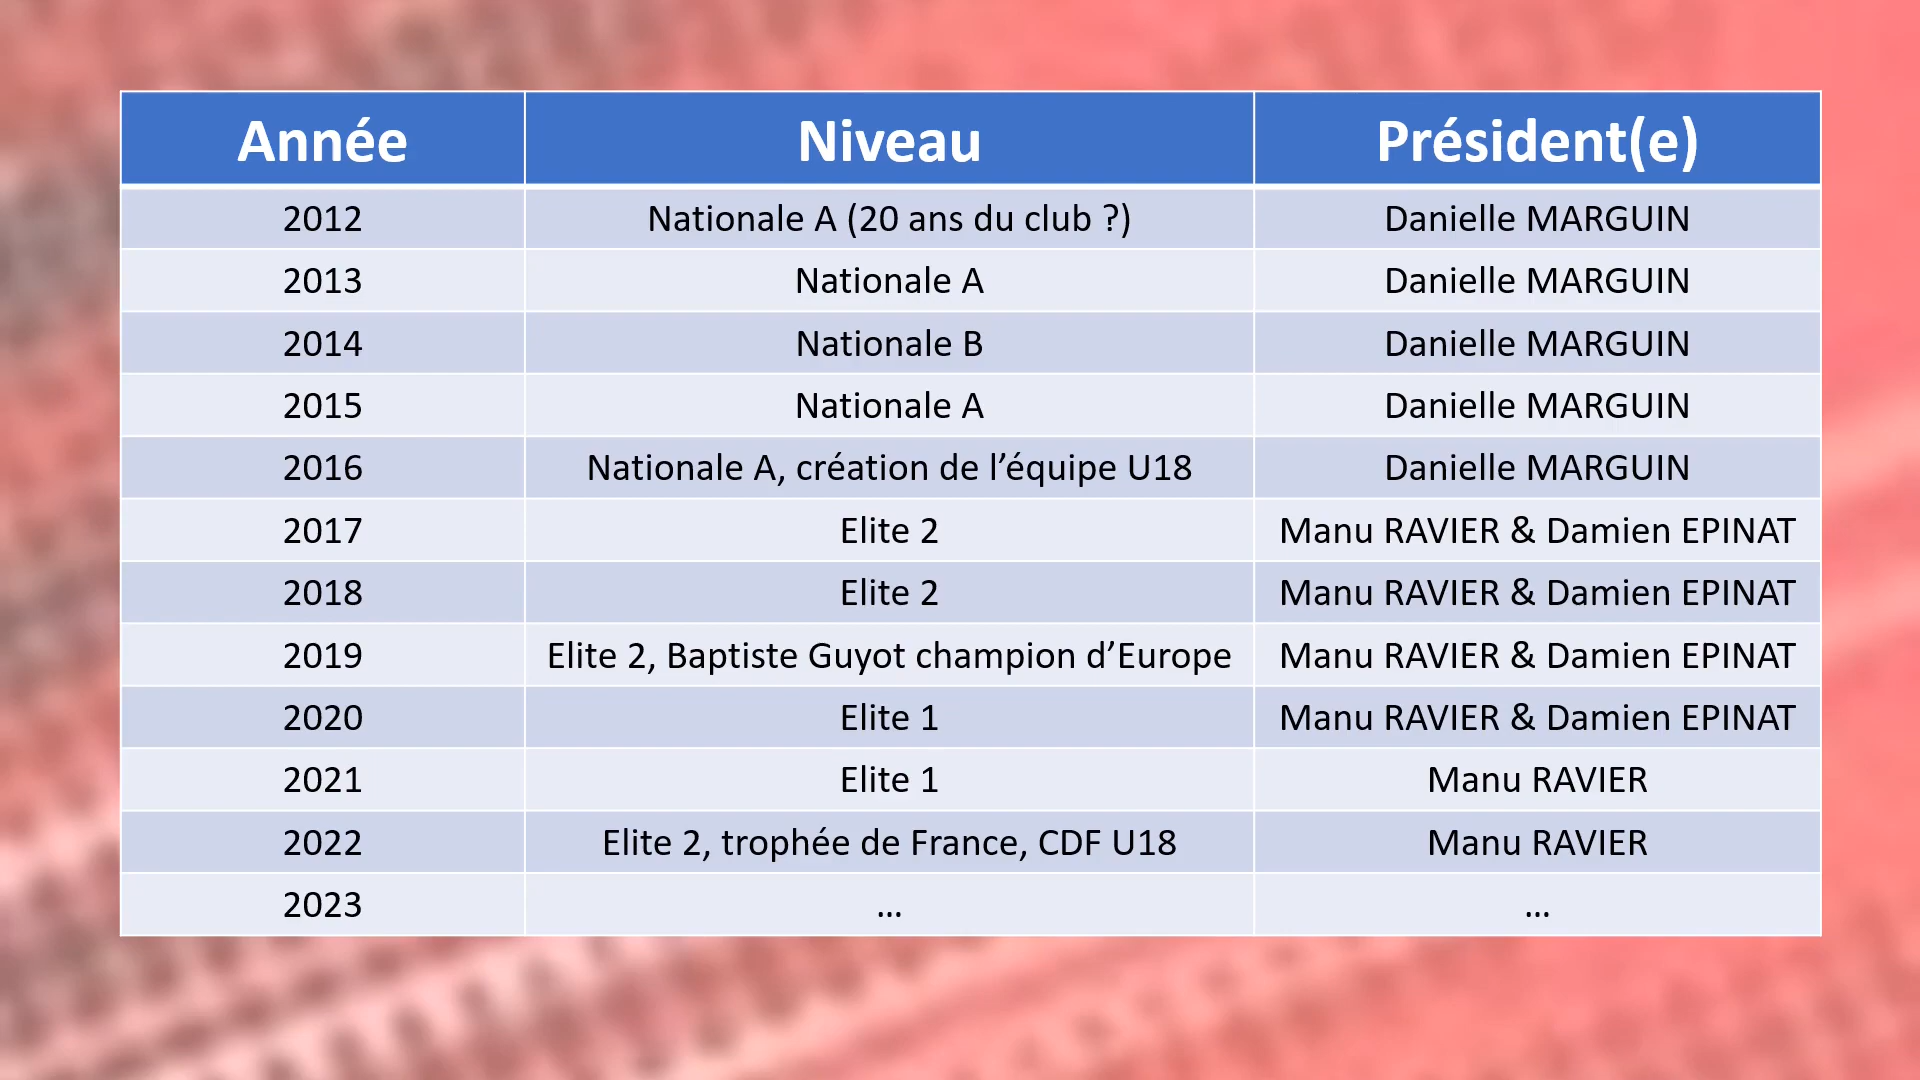 Année Niveau Président(e)
2012 Nationale A (20 ans du club ?) Danielle MARGUIN
2013 Nationale A Danielle MARGUIN
2014 Nationale B Danielle MARGUIN
2015 Nationale A Danielle MARGUIN
2016 Nationale A, création de l’équipe U18 Danielle MARGUIN
2017 Elite 2 Manu RAVIER & Damien EPINAT
2018 Elite 2 Manu RAVIER & Damien EPINAT
2019 Elite 2, Baptiste Guyot champion d’Europe Manu RAVIER & Damien EPINAT
2020 Elite 1 Manu RAVIER & Damien EPINAT
2021 Elite 1 Manu RAVIER
2022 Elite 2, trophée de France, CDF U18 Manu RAVIER
2023 … …